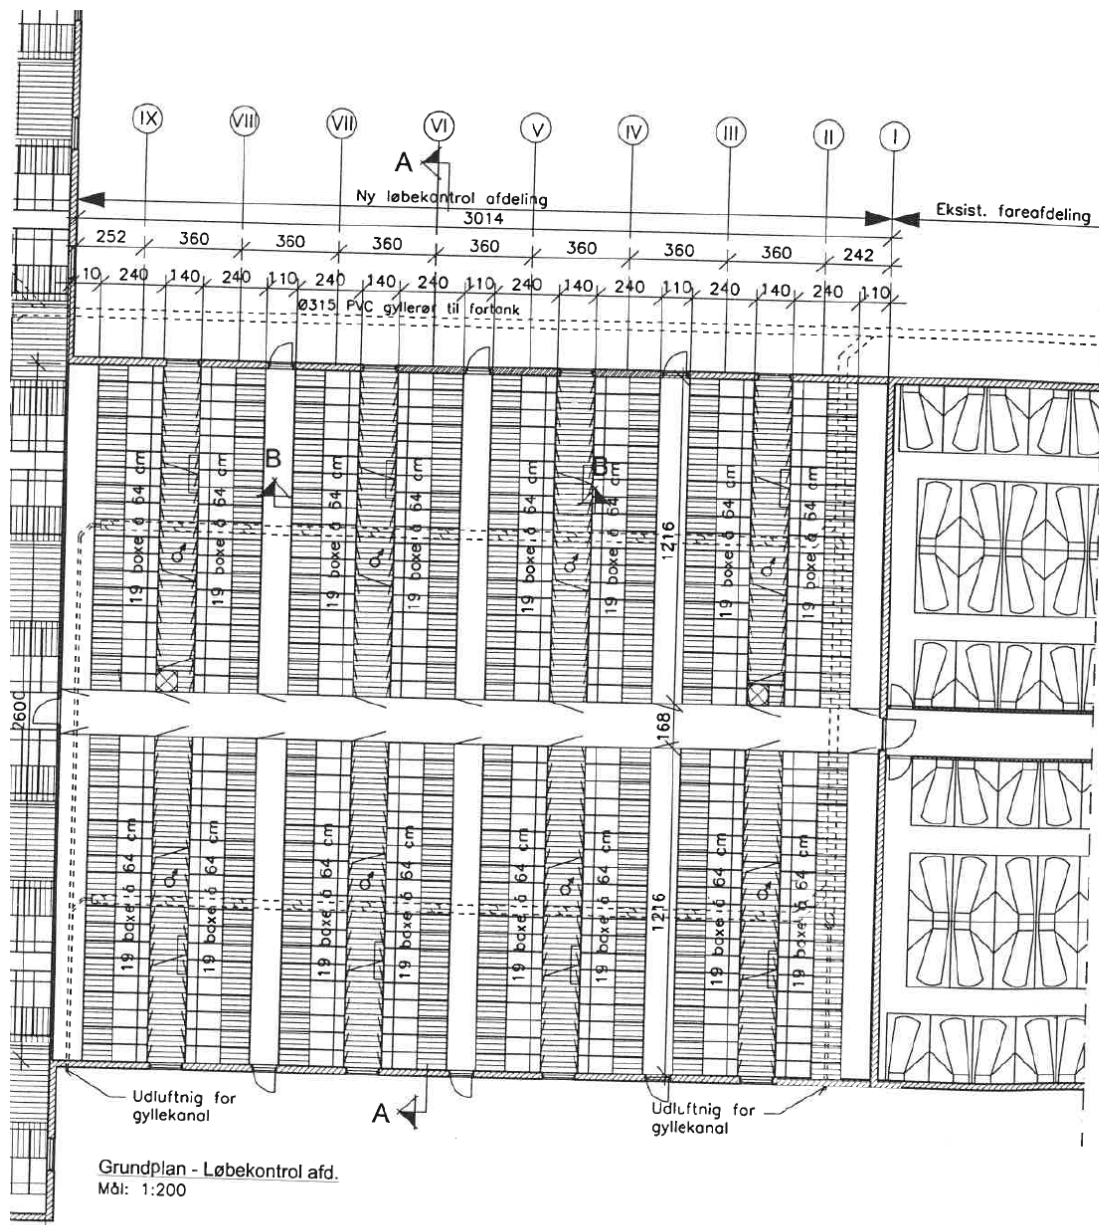 IX VIII VII VI V IV III II I
A
Ny løbekontrol afdeling
Eksist. fareafdeling
3014
252 360 360 360 360 360 360 360 242
10 240 140 240 110 240 140 240 110 240 140 240 110 240 140 240 110
Ø315 PVC gyllerør til fortank
19 boxe á 64 cm
19 boxe á 64 cm
19 boxe á 64 cm
19 boxe á 64 cm
19 boxe á 64 cm
19 boxe á 64 cm
19 boxe á 64 cm
19 boxe á 64 cm
B
B
1216
2600
168
19 boxe á 64 cm
19 boxe á 64 cm
19 boxe á 64 cm
19 boxe á 64 cm
19 boxe á 64 cm
19 boxe á 64 cm
19 boxe á 64 cm
19 boxe á 64 cm
1216
Udluftnig for
gyllekanal
A
Udluftnig for
gyllekanal
Grundplan - Løbekontrol afd.
Mål: 1:200